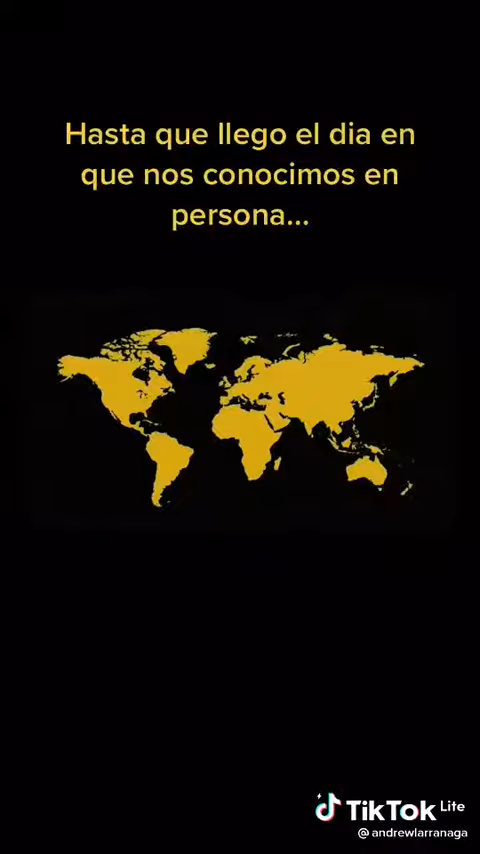 Hasta que llego el dia en
que nos conocimos en
persona...
TikTok Lite
@andrewlarranaga